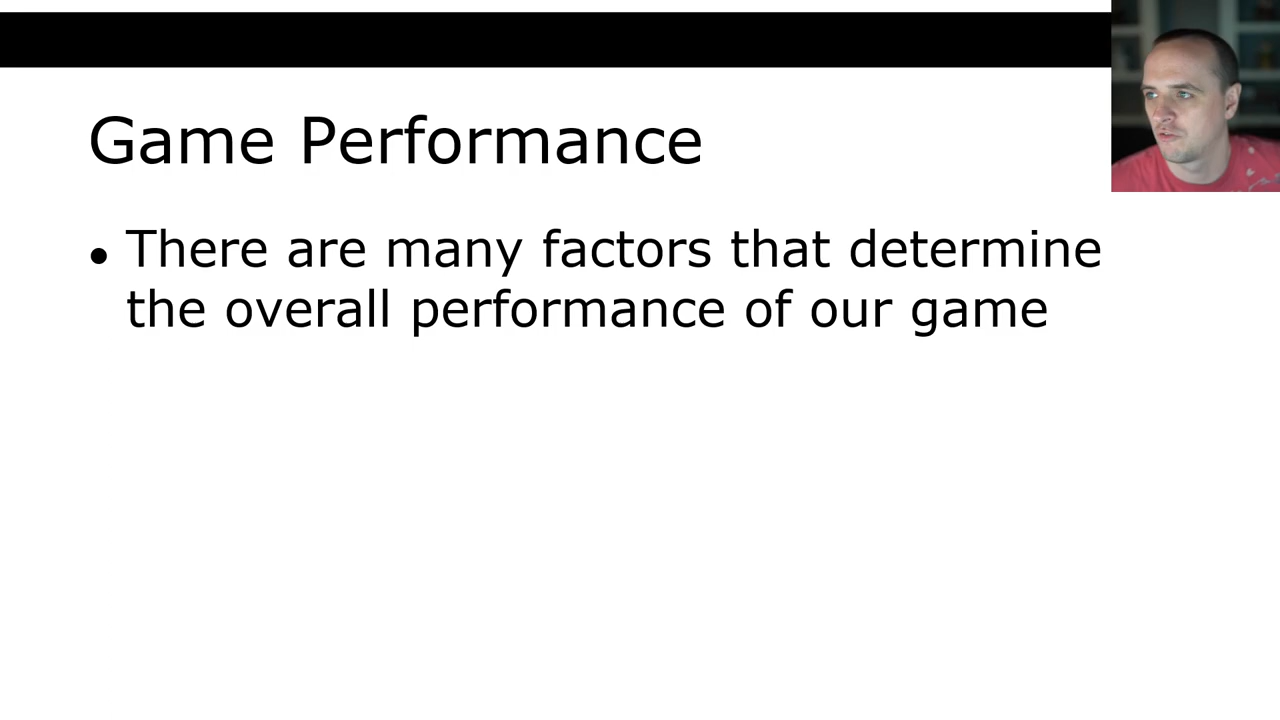 Game Performance
• There are many factors that determine
the overall performance of our game